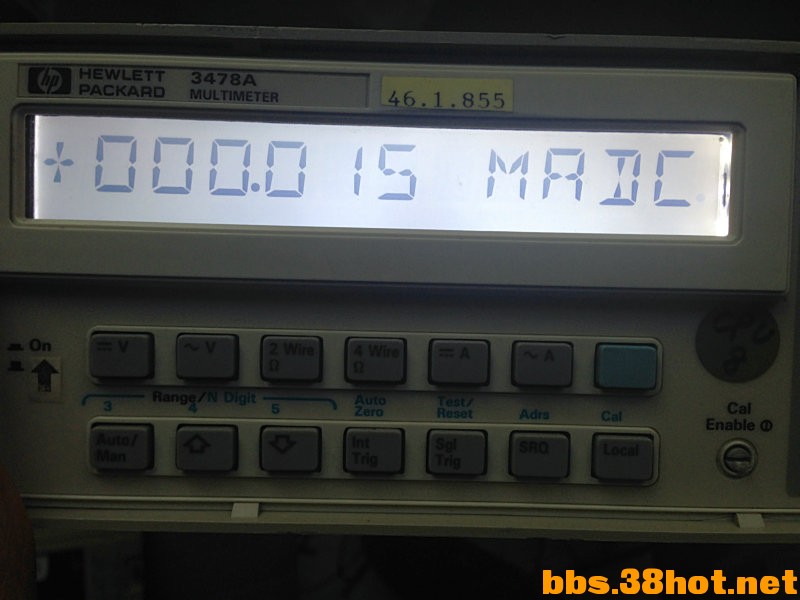 hp HEWLETT PACKARD 3478A MULTIMETER
46.1.855
+000.015 MADC
On
⎓ V ~ V 2 Wire Ω 4 Wire Ω ⎓ A ~ A
Range/N Digit
3 4 5 Auto Zero Test/Reset Adrs Cal
Auto/Man Int Trig Sgl Trig SRQ Local
Cal Enable
bbs.38hot.net